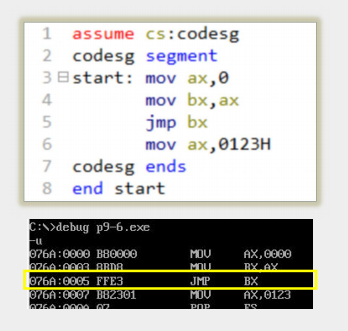 1 assume cs:codesg
2 codesg segment
3 start: mov ax,0
4 mov bx,ax
5 jmp bx
6 mov ax,0123H
7 codesg ends
8 end start
C:\>debug p9-6.exe
-u
076A:0000 B80000 MOV AX,0000
076A:0003 8BD8 MOV BX,AX
076A:0005 FFE3 JMP BX
076A:0007 B82301 MOV AX,0123
076A:000A 07 POP ES